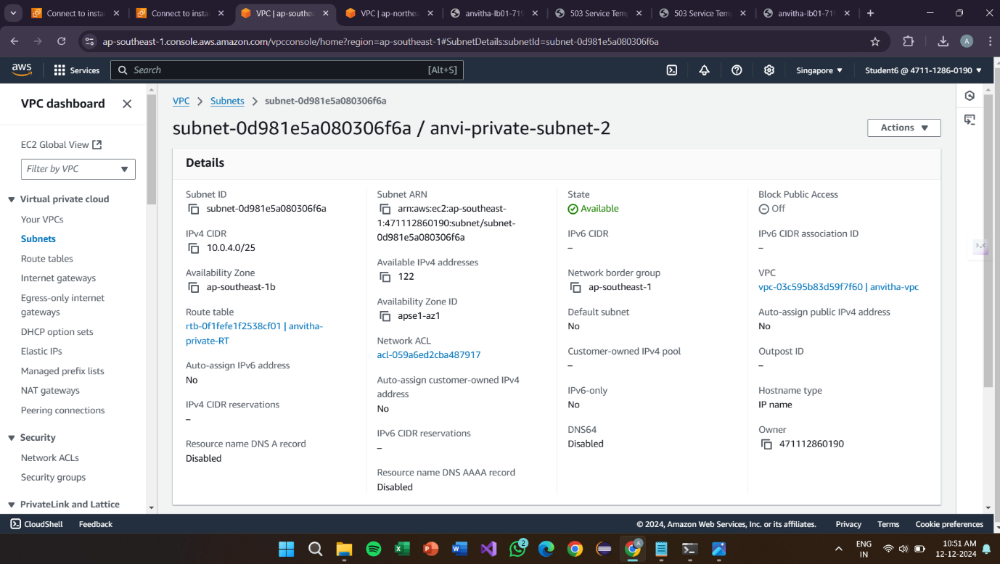 Connect to insta
Connect to insta
VPC | ap-southea
VPC | ap-northea
anvitha-lb01-719
503 Service Temp
503 Service Temp
anvitha-lb01-719
ap-southeast-1.console.aws.amazon.com/vpcconsole/home?region=ap-southeast-1#SubnetDetails:subnetId=subnet-0d981e5a080306f6a
A
aws
Services
Search
[Alt+S]
Singapore
Student6 @ 4711-1286-0190
VPC dashboard
EC2 Global View
Filter by VPC
Virtual private cloud
Your VPCs
Subnets
Route tables
Internet gateways
Egress-only internet
gateways
DHCP option sets
Elastic IPs
Managed prefix lists
NAT gateways
Peering connections
Security
Network ACLs
Security groups
PrivateLink and Lattice
VPC
Subnets
subnet-0d981e5a080306f6a
subnet-0d981e5a080306f6a / anvi-private-subnet-2
Actions
Details
Subnet ID
subnet-0d981e5a080306f6a
IPv4 CIDR
10.0.4.0/25
Availability Zone
ap-southeast-1b
Route table
rtb-0f1fefe1f2538cf01 | anvitha-
private-RT
Auto-assign IPv6 address
No
IPv4 CIDR reservations
–
Resource name DNS A record
Disabled
Subnet ARN
arn:aws:ec2:ap-southeast-
1:471112860190:subnet/subnet-
0d981e5a080306f6a
Available IPv4 addresses
122
Availability Zone ID
apse1-az1
Network ACL
acl-059a6ed2cba487917
Auto-assign customer-owned IPv4
address
No
IPv6 CIDR reservations
–
Resource name DNS AAAA record
Disabled
State
Available
IPv6 CIDR
–
Network border group
ap-southeast-1
Default subnet
No
Customer-owned IPv4 pool
–
IPv6-only
No
DNS64
Disabled
Block Public Access
Off
IPv6 CIDR association ID
–
VPC
vpc-03c595b83d59f7f60 | anvitha-vpc
Auto-assign public IPv4 address
No
Outpost ID
–
Hostname type
IP name
Owner
471112860190
CloudShell
Feedback
© 2024, Amazon Web Services, Inc. or its affiliates.
Privacy
Terms
Cookie preferences
2
A
ENG
IN
10:51 AM
12-12-2024